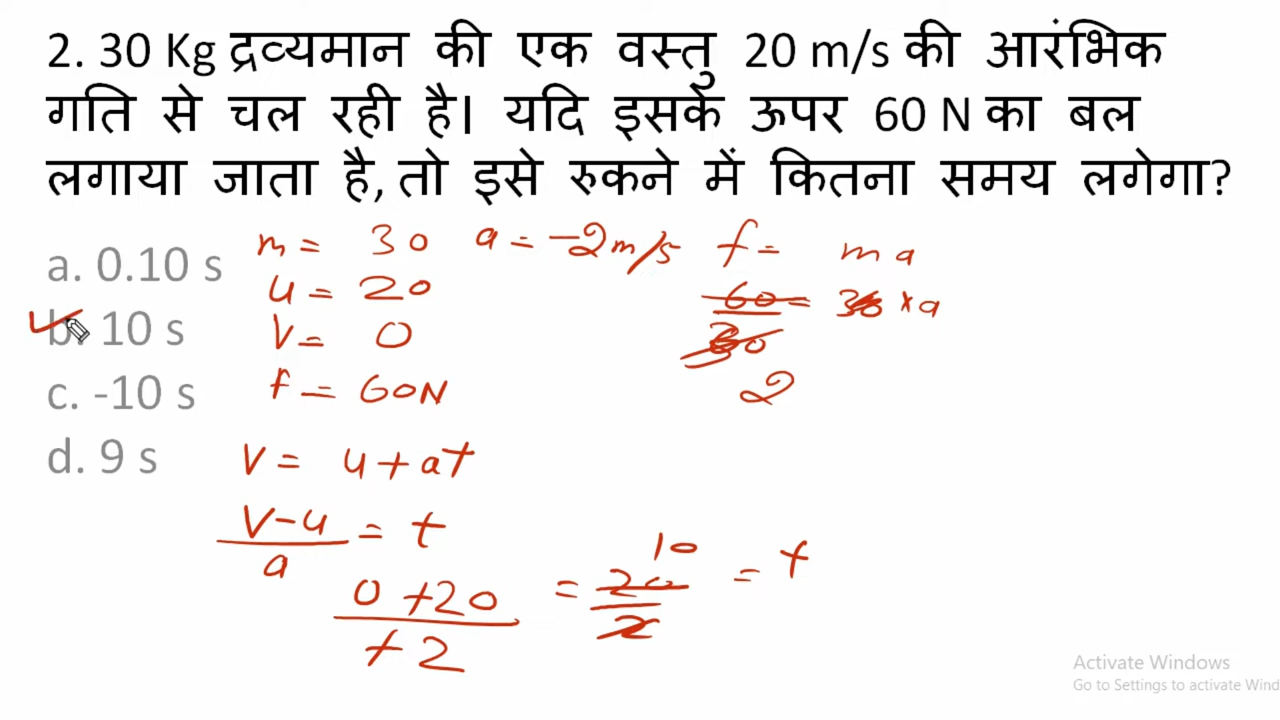 2. 30 Kg द्रव्यमान की एक वस्तु 20 m/s की आरंभिक
गति से चल रही है। यदि इसके ऊपर 60 N का बल
लगाया जाता है, तो इसे रुकने में कितना समय लगेगा?
a. 0.10 s
b. 10 s
c. -10 s
d. 9 s
m = 30
u = 20
v = 0
f = 60N
a = -2m/s
f = ma
60 = 30 × a
30
2
v = u + at
v-u = t
a
0 +20 = 20 = t
+2 2
10
Activate Windows
Go to Settings to activate Wind